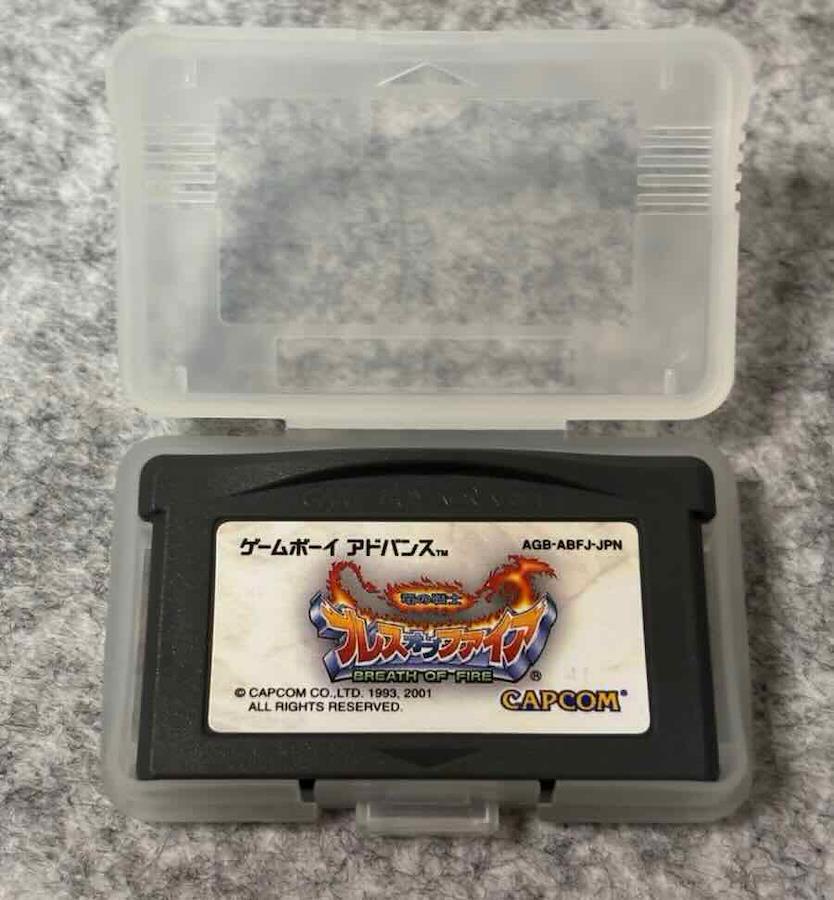 ゲームボーイ アドバンス™
AGB-ABFJ-JPN
竜の戦士
ブレス オブ ファイア
BREATH OF FIRE®
© CAPCOM CO.,LTD. 1993, 2001
ALL RIGHTS RESERVED.
CAPCOM®